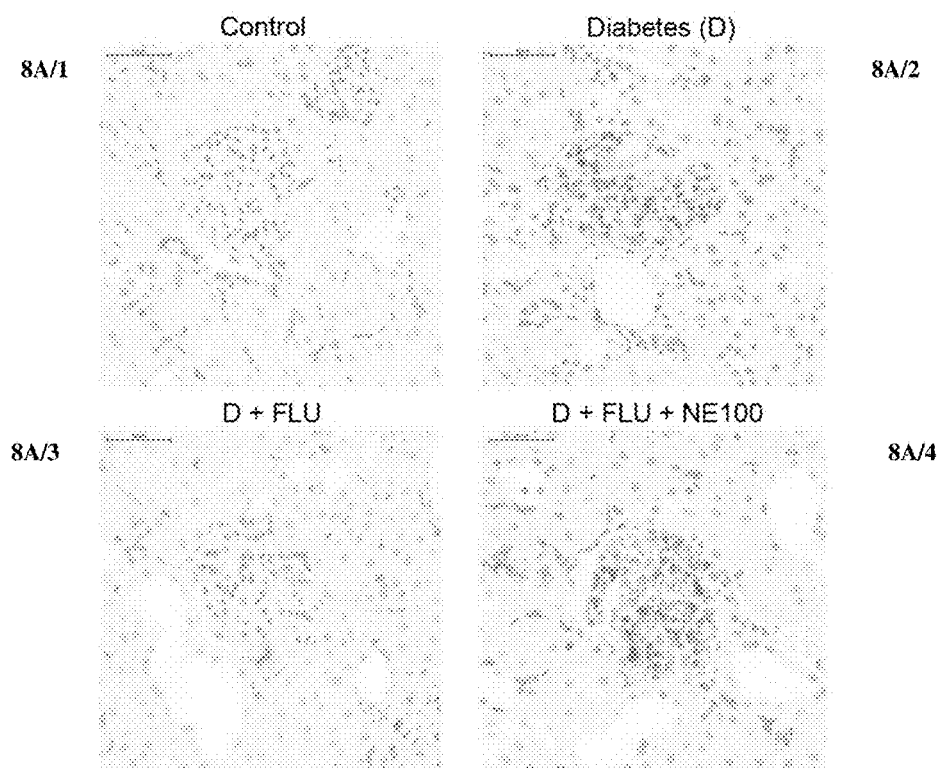 Control
Diabetes (D)
8A/1
8A/2
D + FLU
D + FLU + NE100
8A/3
8A/4